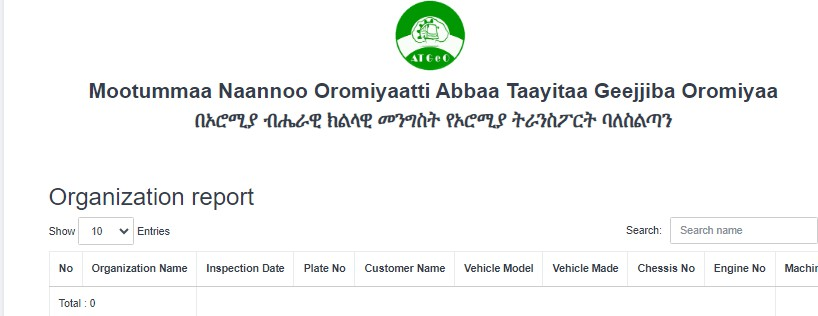 ATGeO
Mootummaa Naannoo Oromiyaatti Abbaa Taayitaa Geejjiba Oromiyaa
በኦሮሚያ ብሔራዊ ክልላዊ መንግስት የኦሮሚያ ትራንስፖርት ባለስልጣን
Organization report
Show 10 Entries Search: Search name
No Organization Name Inspection Date Plate No Customer Name Vehicle Model Vehicle Made Chessis No Engine No Machin
Total : 0